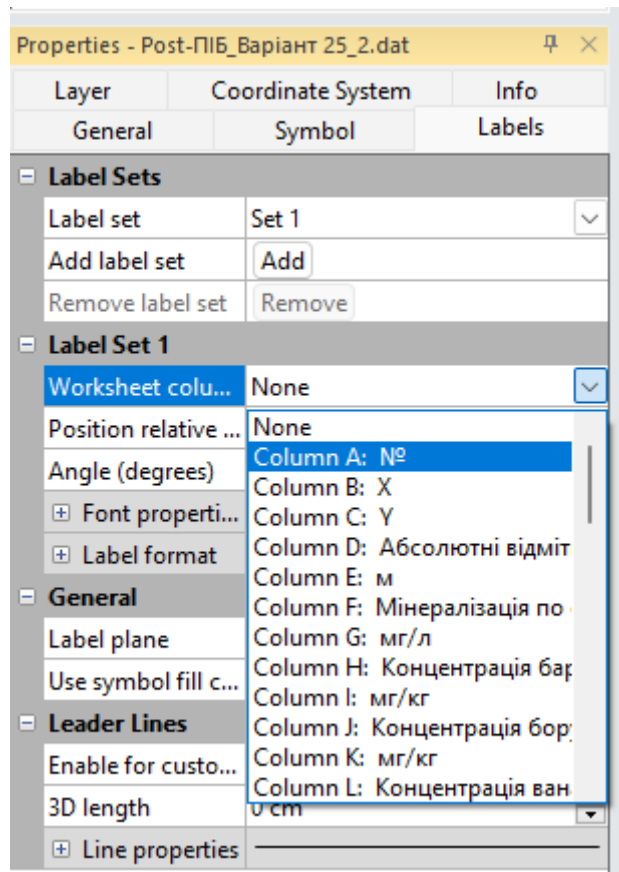 Properties - Post-ПІБ_Варіант 25_2.dat
Layer Coordinate System Info
General Symbol Labels
Label Sets
Label set Set 1
Add label set Add
Remove label set Remove
Label Set 1
Worksheet colu... None
Position relative ... None
Angle (degrees) Column A: №
Column B: X
Font properti... Column C: Y
Label format Column D: Абсолютні відміт
Column E: м
General Column F: Мінералізація по
Label plane Column G: мг/л
Use symbol fill c... Column H: Концентрація бар
Column I: мг/кг
Leader Lines Column J: Концентрація бору
Enable for custo... Column K: мг/кг
Column L: Концентрація ван
3D length 0 cm
Line properties